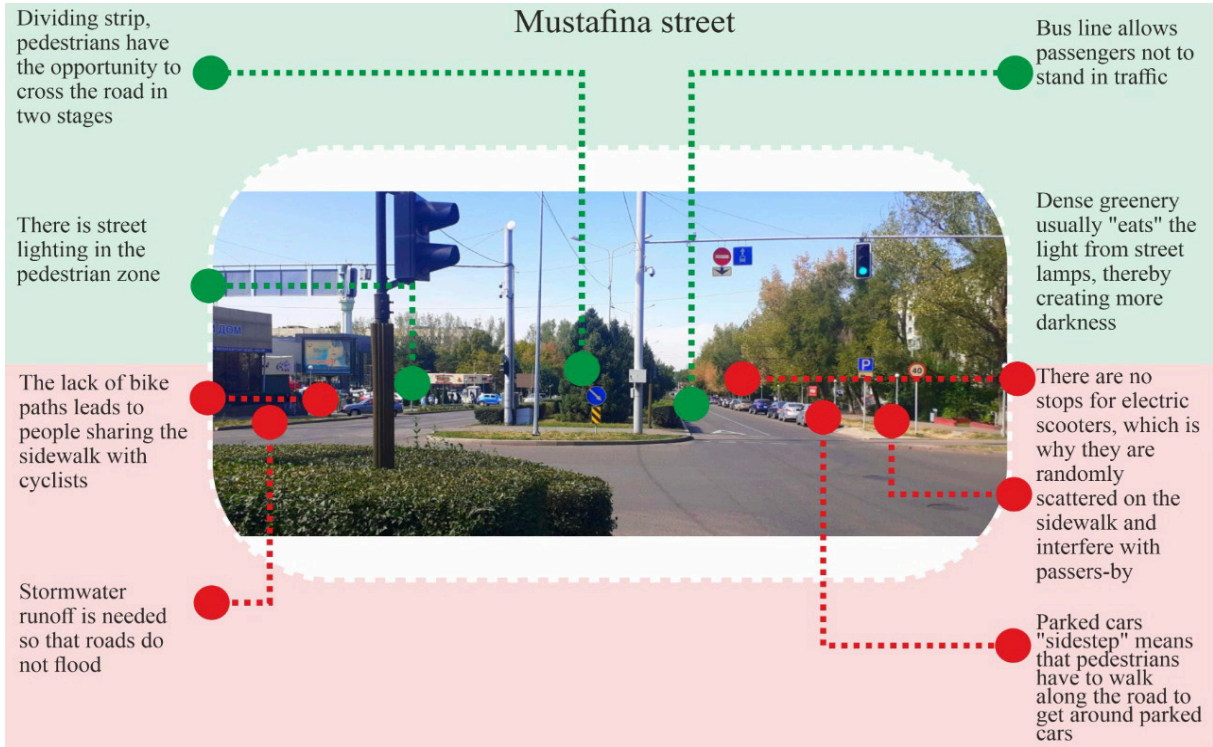 Mustafina street
Dividing strip,
pedestrians have
the opportunity to
cross the road in
two stages
There is street
lighting in the
pedestrian zone
The lack of bike
paths leads to
people sharing the
sidewalk with
cyclists
Stormwater
runoff is needed
so that roads do
not flood
Bus line allows
passengers not to
stand in traffic
Dense greenery
usually "eats" the
light from street
lamps, thereby
creating more
darkness
There are no
stops for electric
scooters, which is
why they are
randomly
scattered on the
sidewalk and
interfere with
passers-by
Parked cars
"sidestep" means
that pedestrians
have to walk
along the road to
get around parked
cars
ДОМ
P
40